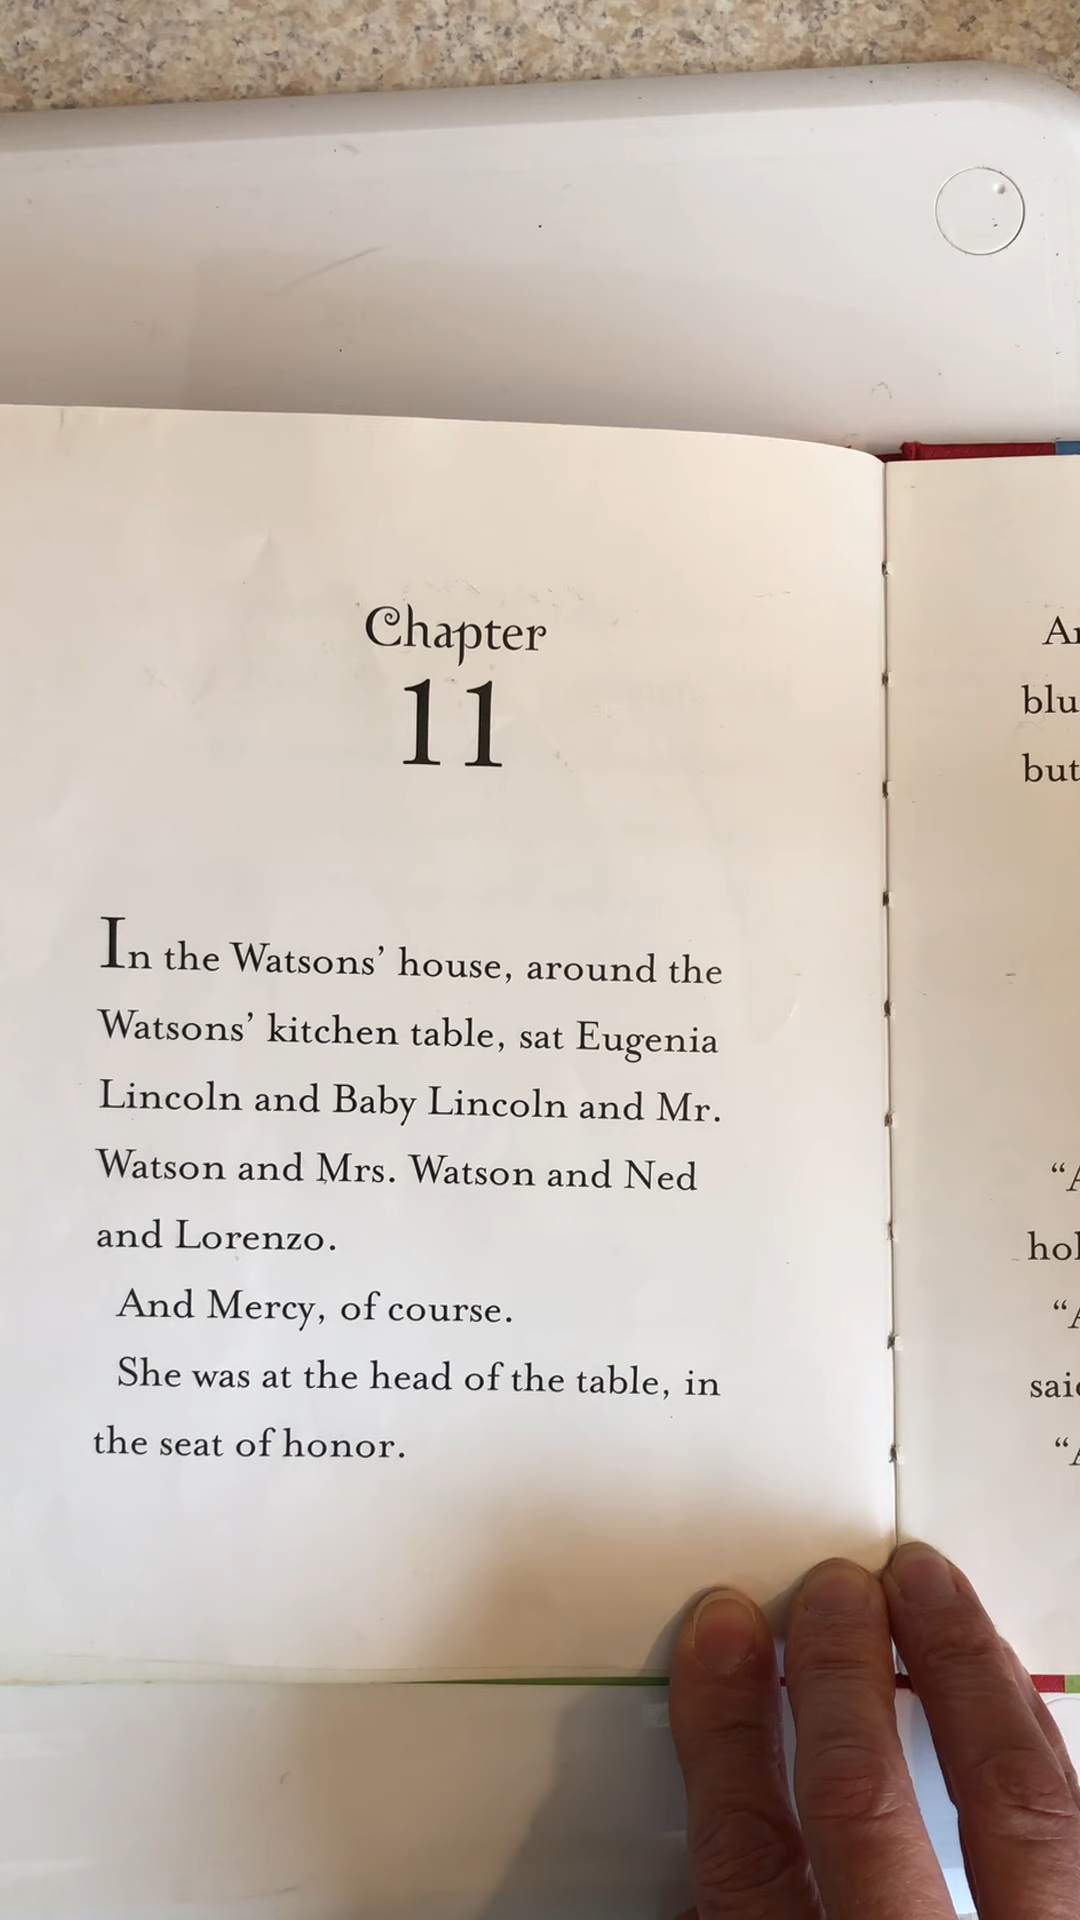 Chapter
11
In the Watsons’ house, around the
Watsons’ kitchen table, sat Eugenia
Lincoln and Baby Lincoln and Mr.
Watson and Mrs. Watson and Ned
and Lorenzo.
And Mercy, of course.
She was at the head of the table, in
the seat of honor.
but